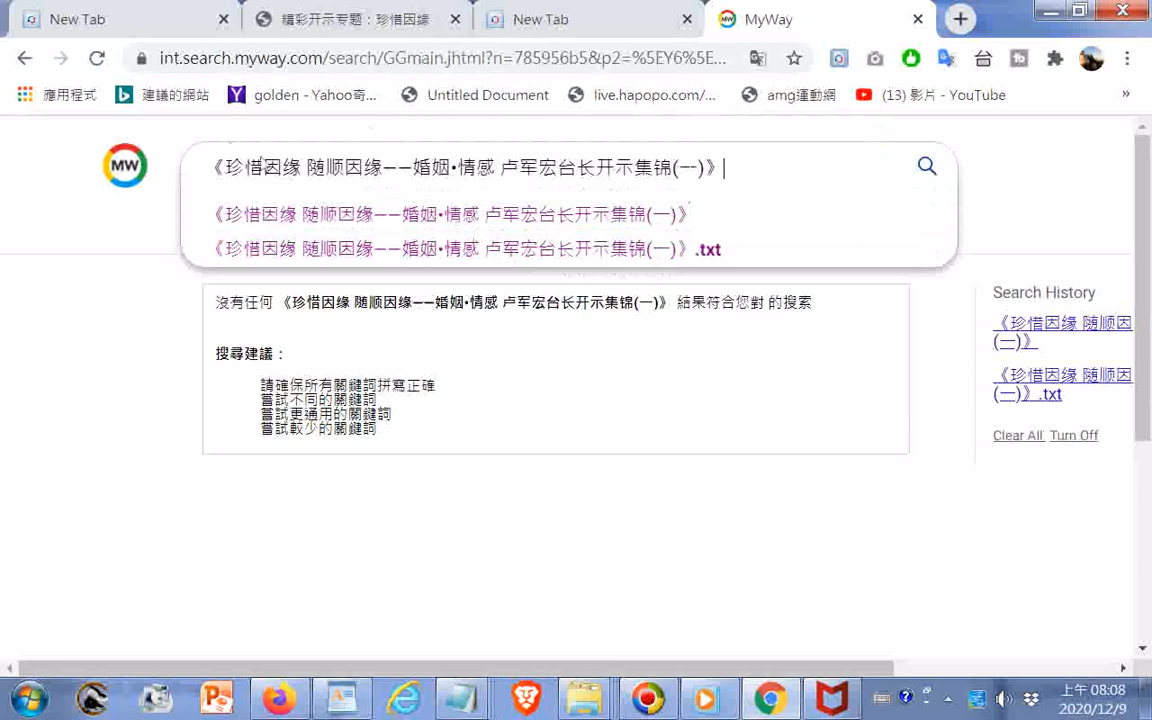 New Tab
精彩开示专题：珍惜因缘
New Tab
MyWay
int.search.myway.com/search/GGmain.jhtml?n=785956b5&p2=%5EY6%5E...
應用程式
建議的網站
golden - Yahoo奇...
Untitled Document
live.hapopo.com/...
amg運動網
(13) 影片 - YouTube
»
MW
《珍惜因缘 随顺因缘——婚姻•情感 卢军宏台长开示集锦(一)》
《珍惜因缘 随顺因缘——婚姻•情感 卢军宏台长开示集锦(一)》
《珍惜因缘 随顺因缘——婚姻•情感 卢军宏台长开示集锦(一)》.txt
沒有任何 《珍惜因缘 随顺因缘——婚姻•情感 卢军宏台长开示集锦(一)》 結果符合您對 的搜索
搜尋建議：
請確保所有關鍵詞拼寫正確
嘗試不同的關鍵詞
嘗試更通用的關鍵詞
嘗試較少的關鍵詞
Search History
《珍惜因缘 随顺因
(一)》
《珍惜因缘 随顺因
(一)》.txt
Clear All Turn Off
上午 08:08
2020/12/9